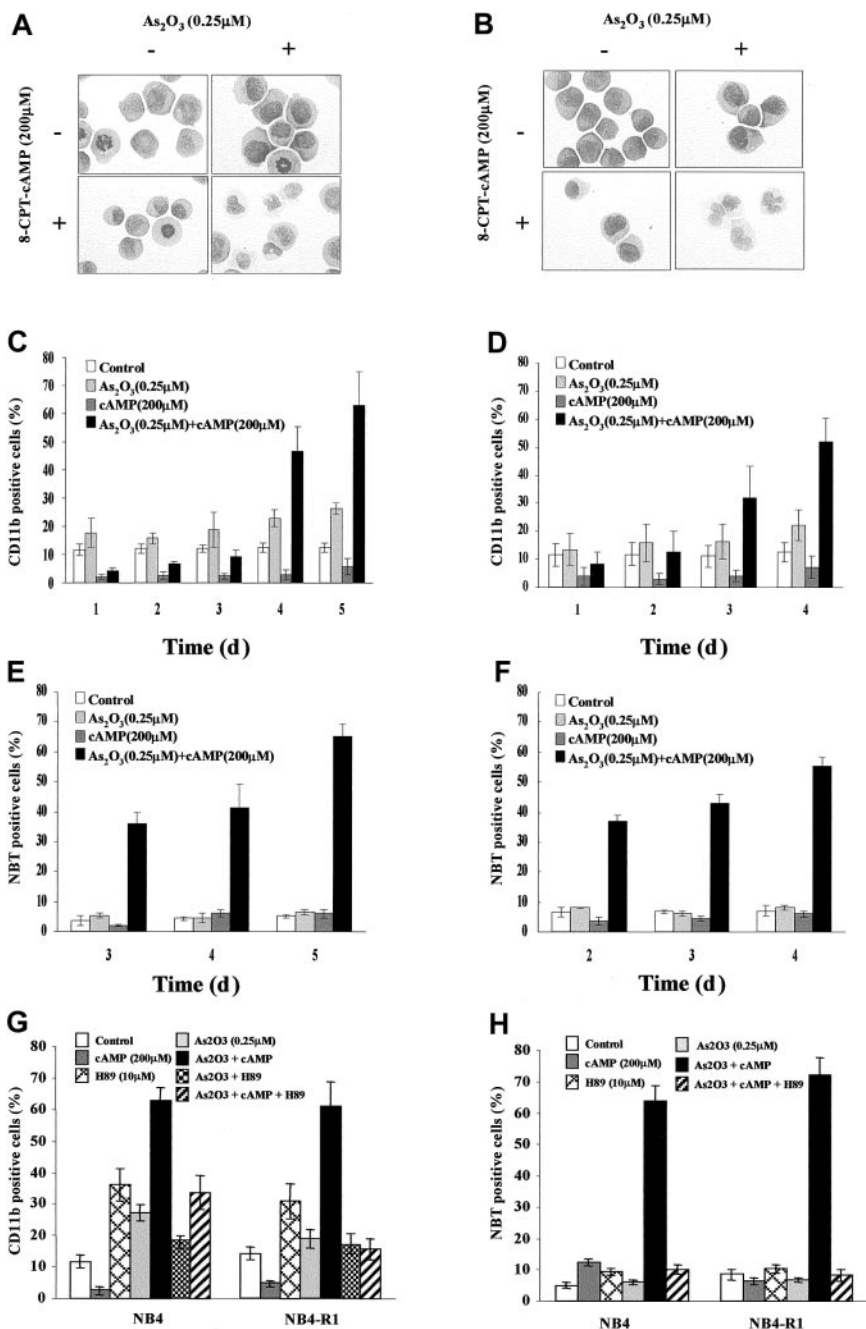 A
As₂O₃ (0.25μM)
- +
8-CPT-cAMP (200μM)
-
+
B
As₂O₃ (0.25μM)
- +
8-CPT-cAMP (200μM)
-
+
C
CD11b positive cells (%)
80
70
60
50
40
30
20
10
0
Control
As₂O₃(0.25μM)
cAMP(200μM)
As₂O₃(0.25μM)+cAMP(200μM)
1 2 3 4 5
Time (d)
D
CD11b positive cells (%)
80
70
60
50
40
30
20
10
0
Control
As₂O₃(0.25μM)
cAMP(200μM)
As₂O₃(0.25μM)+cAMP(200μM)
1 2 3 4
Time (d)
E
NBT positive cells (%)
80
70
60
50
40
30
20
10
0
Control
As₂O₃(0.25μM)
cAMP(200μM)
As₂O₃(0.25μM)+cAMP(200μM)
3 4 5
Time (d)
F
NBT positive cells (%)
80
70
60
50
40
30
20
10
0
Control
As₂O₃(0.25μM)
cAMP(200μM)
As₂O₃(0.25μM)+cAMP(200μM)
2 3 4
Time (d)
G
CD11b positive cells (%)
80
70
60
50
40
30
20
10
0
Control As2O3 (0.25μM)
cAMP (200μM) As2O3 + cAMP
H89 (10μM) As2O3 + H89
As2O3 + cAMP + H89
NB4 NB4-R1
H
NBT positive cells (%)
80
70
60
50
40
30
20
10
0
Control As2O3 (0.25μM)
cAMP (200μM) As2O3 + cAMP
H89 (10μM) As2O3 + cAMP + H89
NB4 NB4-R1